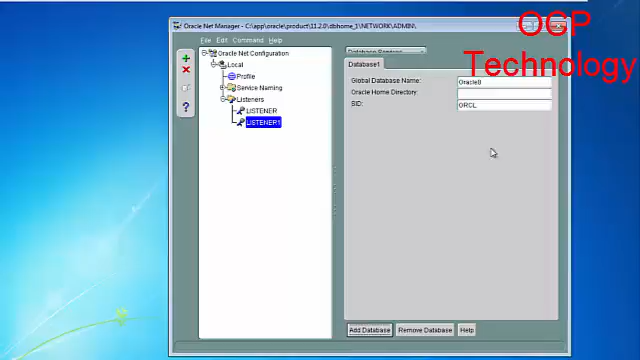 Oracle Net Manager - C:\app\oracle\product\11.2.0\dbhome_1\NETWORK\ADMIN\
OGP
Technology
File Edit Command Help
Oracle Net Configuration
Local
Profile
Service Naming
Listeners
LISTENER
LISTENER1
Database Services
Database1
Global Database Name:
Oracle Home Directory:
SID:
ORCL
Add Database
Remove Database
Help